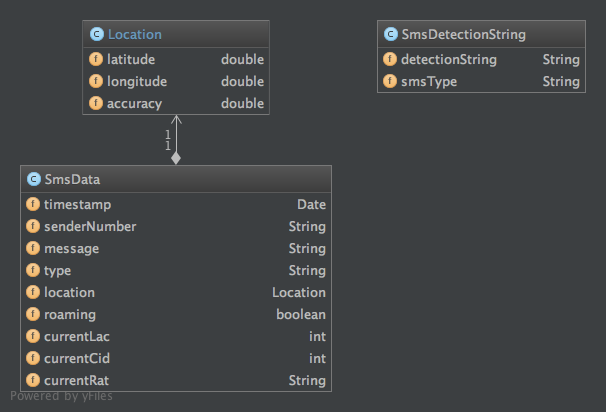 C Location
f latitude double
f longitude double
f accuracy double
C SmsDetectionString
f detectionString String
f smsType String
1
1
C SmsData
f timestamp Date
f senderNumber String
f message String
f type String
f location Location
f roaming boolean
f currentLac int
f currentCid int
f currentRat String
Powered by yFiles